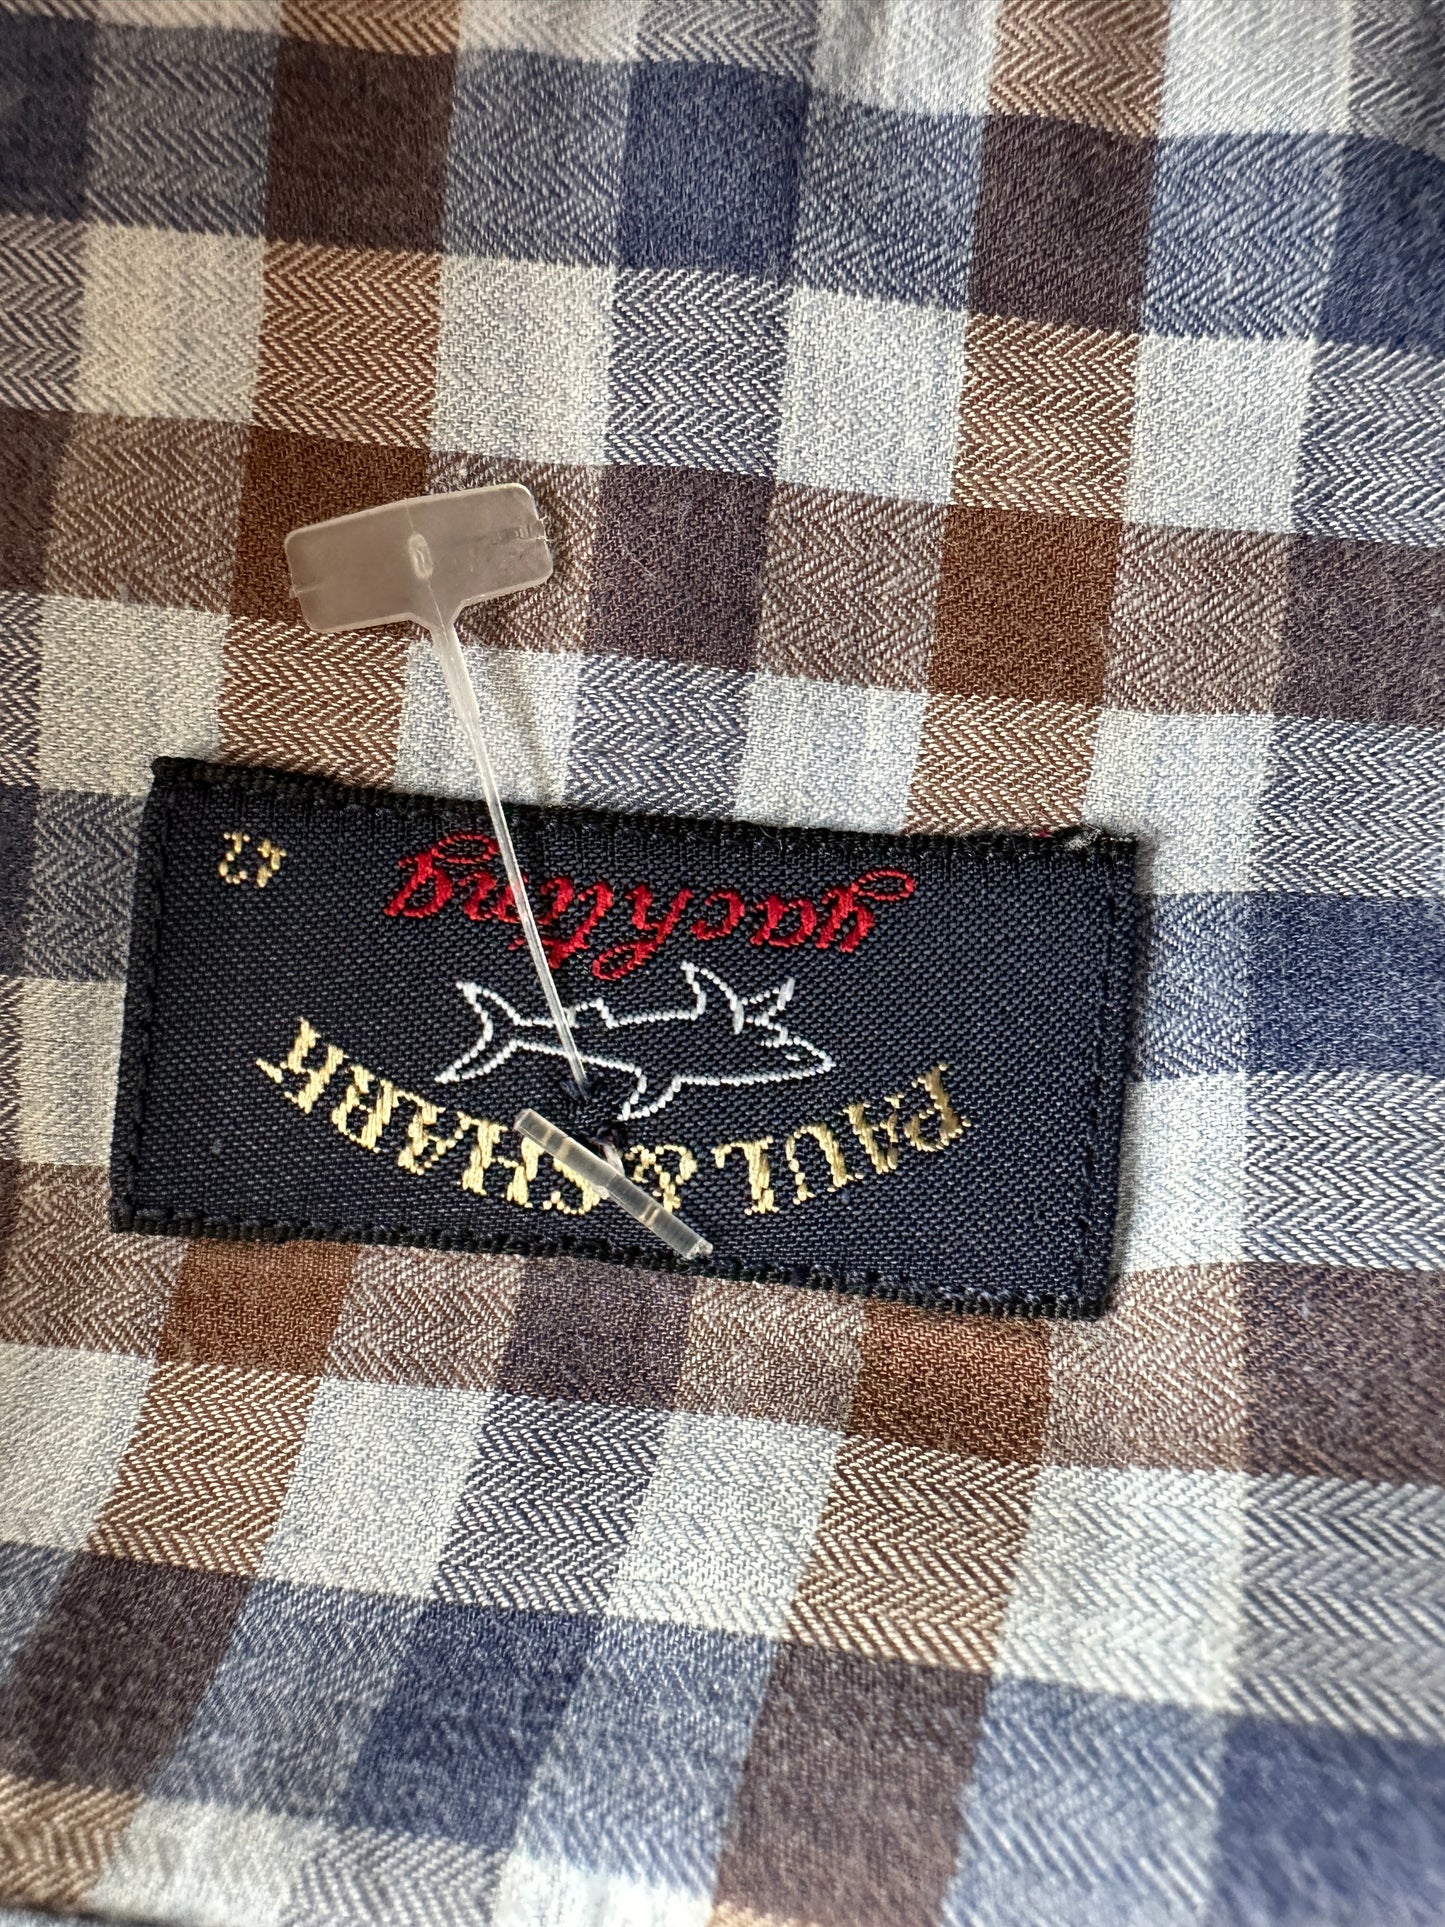 PAUL & SHARK
yachting
42